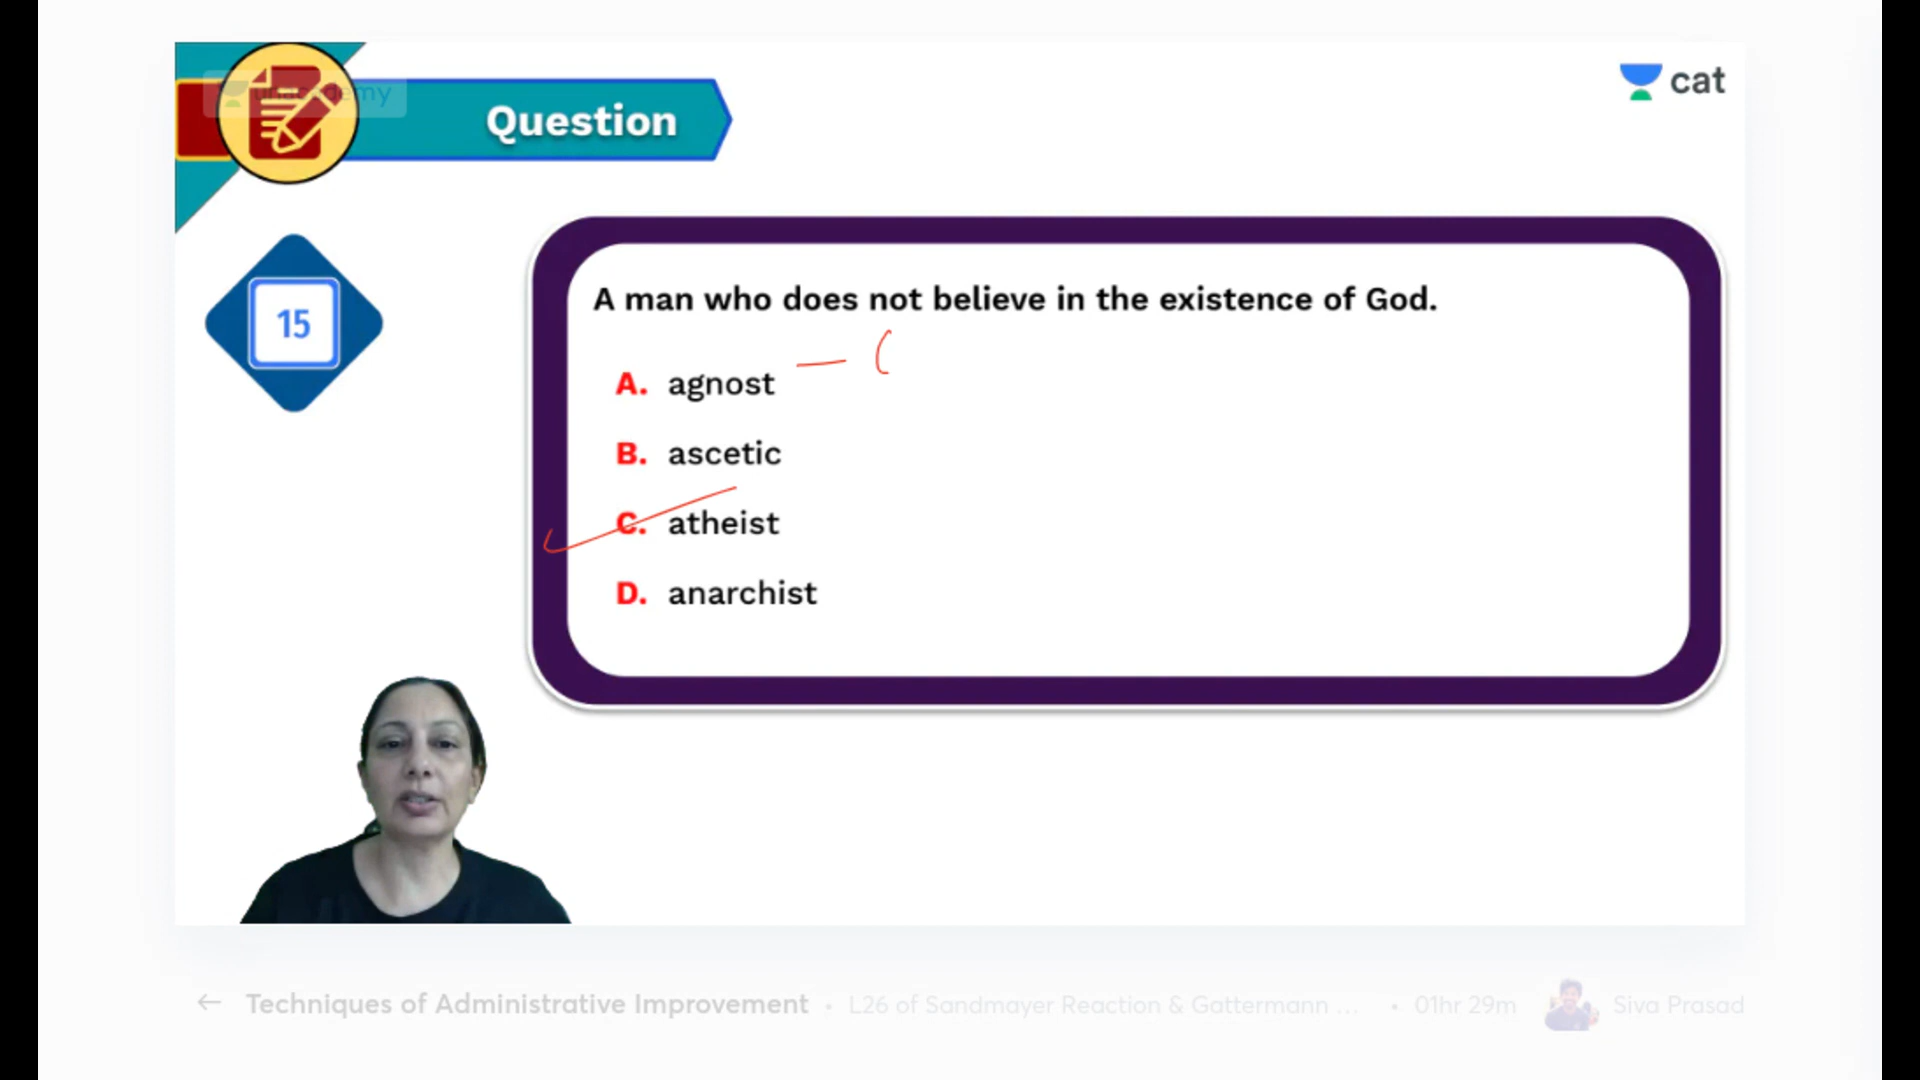 unacademy
Question
cat
15
A man who does not believe in the existence of God.
A. agnost
B. ascetic
C. atheist
D. anarchist
← Techniques of Administrative Improvement • L26 of Sandmayer Reaction & Gattermann ... • 01hr 29m Siva Prasad